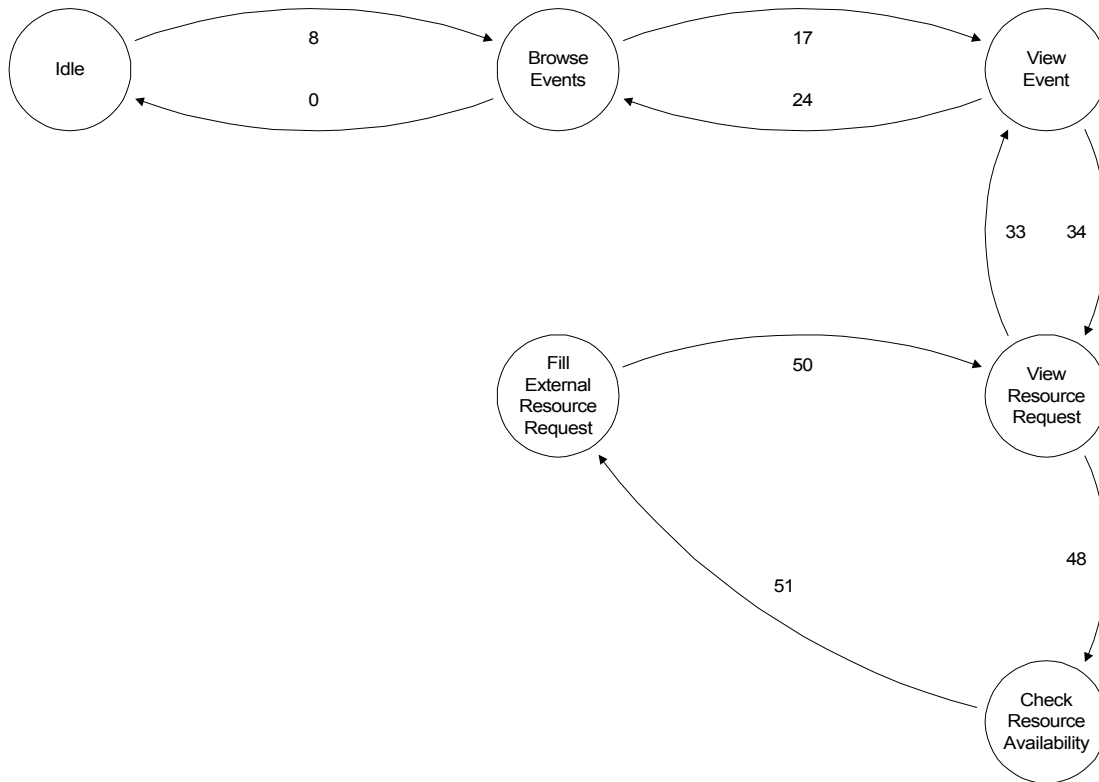 Idle
8
0
Browse
Events
17
24
View
Event
33
34
Fill
External
Resource
Request
50
View
Resource
Request
48
51
Check
Resource
Availability